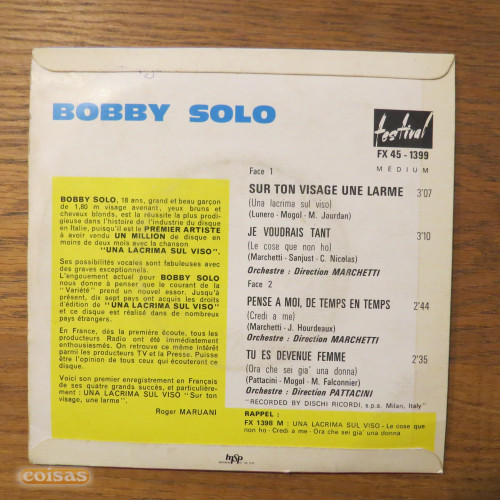 BOBBY SOLO
festival
FX 45 - 1399
MEDIUM
BOBBY SOLO, 18 ans, grand et beau garçon
de 1,80 m visage avenant, yeux bruns et
cheveux blonds, est la réussite la plus prodi-
gieuse dans l'histoire de l'industrie du disque
en Italie, puisqu'il est le PREMIER ARTISTE
à avoir vendu UN MILLION de disque en
moins de deux mois avec la chanson
"UNA LACRIMA SUL VISO".
Ses possibilités vocales sont fabuleuses avec
des graves exceptionnels.
L'engouement actuel pour BOBBY SOLO
nous donne à penser que le courant de la
"Variété" prend un nouvel essor. Jusqu'à
présent, dix sept pays ont acquis les droits
d'édition de "UNA LACRIMA SUL VISO" et
ce disque est réalisé dans de nombreux
pays étrangers.
En France, dès la première écoute, tous les
producteurs Radio ont été immédiatement
enthousiasmés. On retrouve ce même intérêt
parmi les producteurs TV et la Presse. Puisse
être l'opinion de tous ceux qui écouteront ce
disque.
Voici son premier enregistrement en Français
de ses quatre grands succès, et particulière-
ment : UNA LACRIMA SUL VISO "Sur ton
visage, une larme".
Roger MARUANI
Face 1
SUR TON VISAGE UNE LARME 3'07
(Una lacrima sul viso)
(Lunero - Mogol - M. Jourdan)
JE VOUDRAIS TANT 3'10
(Le cose que non ho)
(Marchetti - Sanjust - C. Nicolas)
Orchestre : Direction MARCHETTI
Face 2
PENSE A MOI, DE TEMPS EN TEMPS 2'44
(Credi a me)
(Marchetti - J. Hourdeaux)
Orchestre : Direction MARCHETTI
TU ES DEVENUE FEMME 2'35
(Ora che sei gia' una donna)
(Pattacini - Mogol - M. Falconnier)
Orchestre : Direction PATTACINI
"RECORDED BY DISCHI RICORDI, s.p.a. Milan, Italy"
RAPPEL :
FX 1398 M : UNA LACRIMA SUL VISO - Le cose que
non ho - Credi a me - Ora che sei gia' una donna
msp
coisas